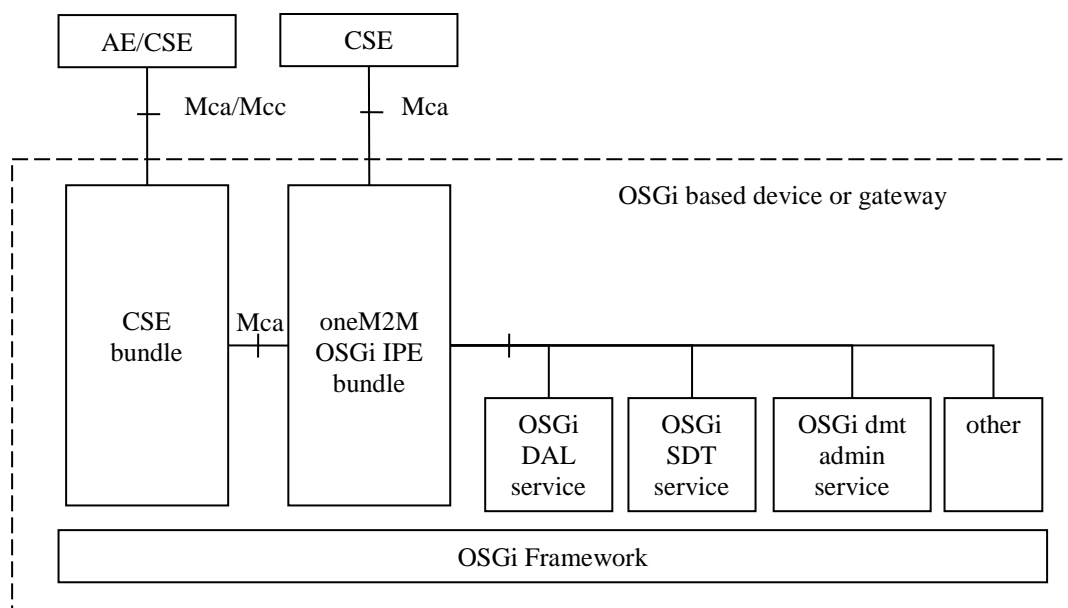 AE/CSE
CSE
Mca/Mcc
Mca
OSGi based device or gateway
CSE
bundle
Mca
oneM2M
OSGi IPE
bundle
OSGi
DAL
service
OSGi
SDT
service
OSGi dmt
admin
service
other
OSGi Framework